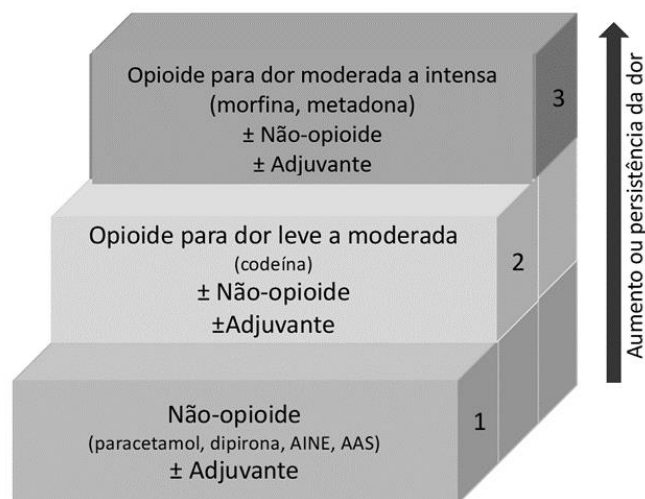 Opioide para dor moderada a intensa
(morfina, metadona)
± Não-opioide
± Adjuvante
3
Opioide para dor leve a moderada
(codeína)
± Não-opioide
±Adjuvante
2
Não-opioide
(paracetamol, dipirona, AINE, AAS)
± Adjuvante
1
Aumento ou persistência da dor